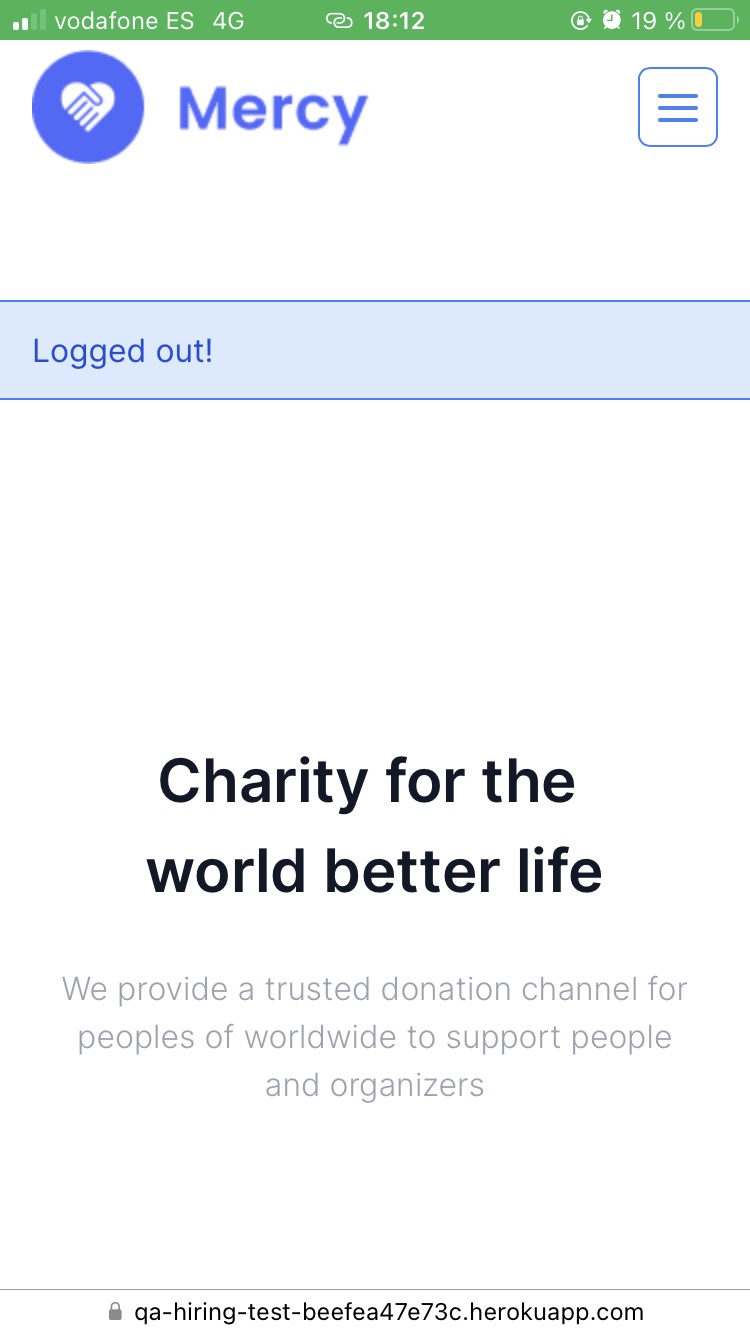 vodafone ES 4G 18:12 19 %
Mercy
Logged out!
Charity for the
world better life
We provide a trusted donation channel for
peoples of worldwide to support people
and organizers
qa-hiring-test-beefea47e73c.herokuapp.com